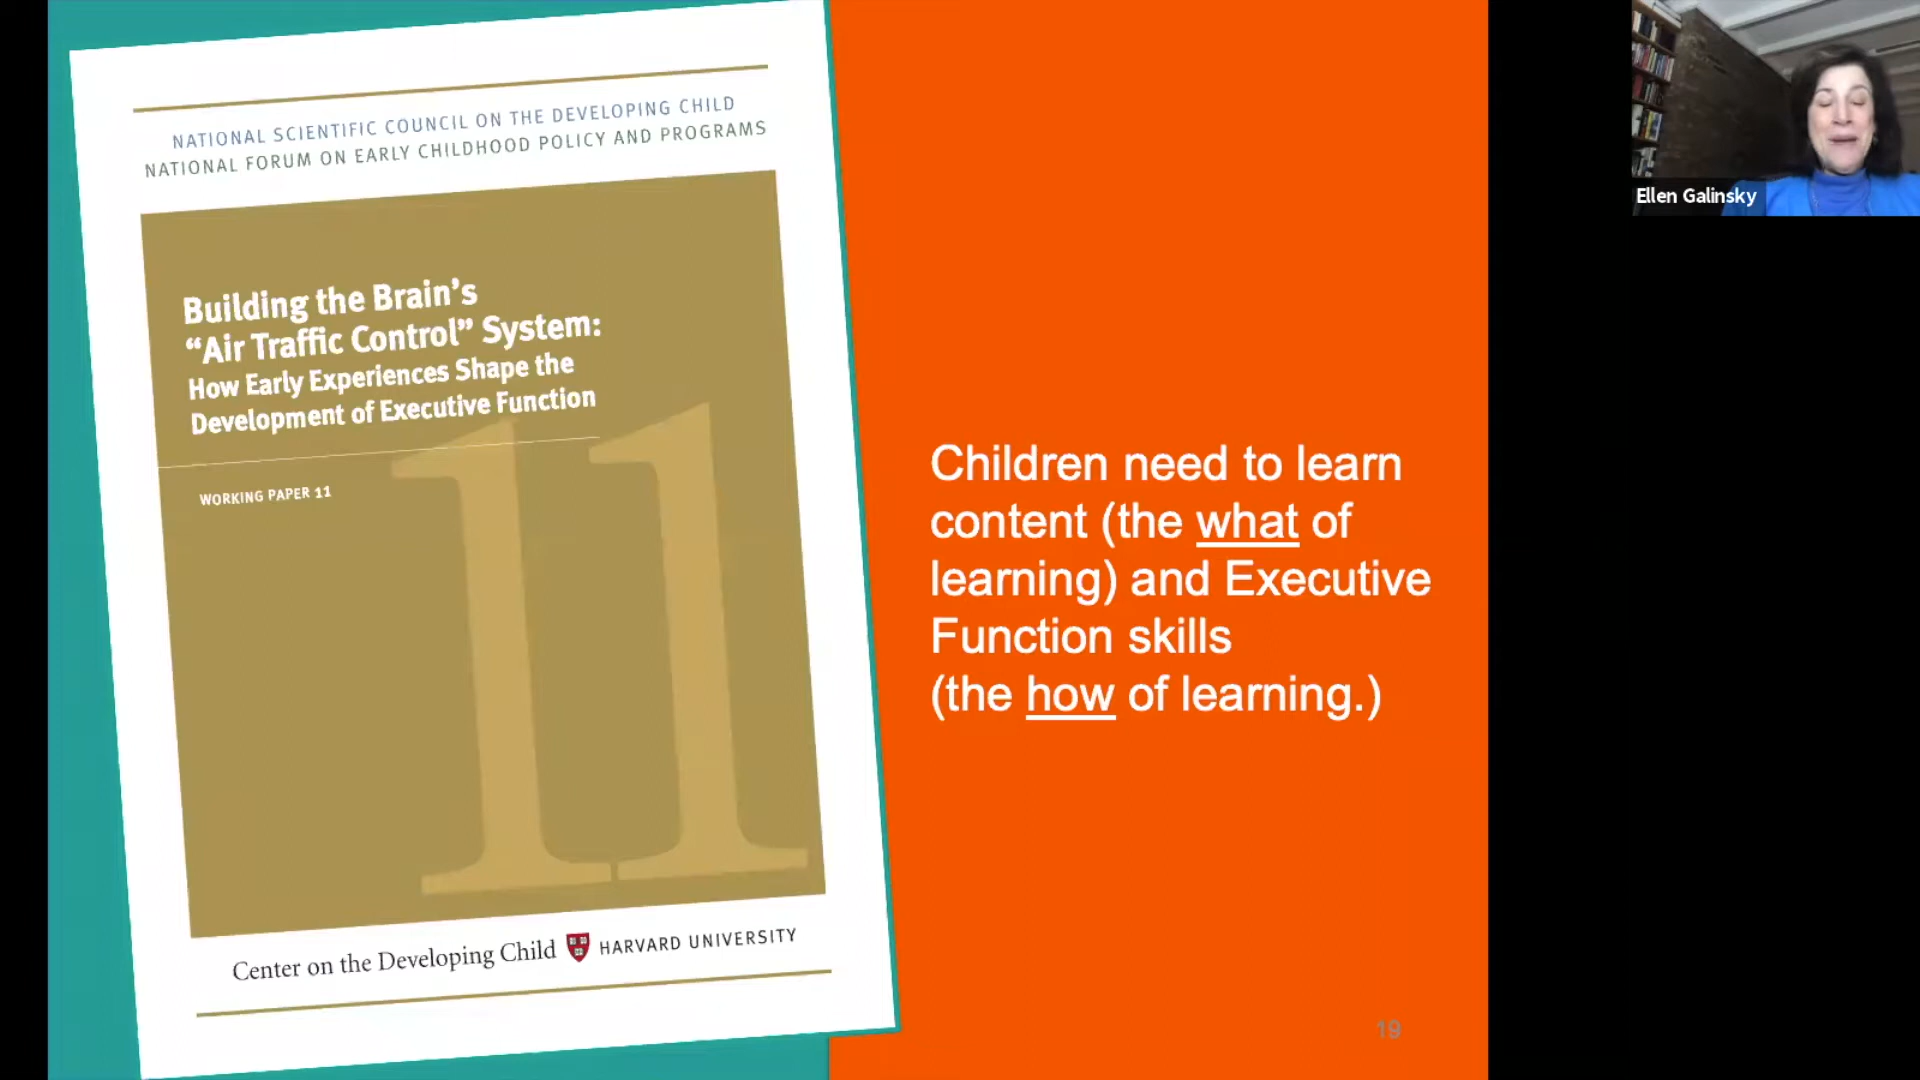 NATIONAL SCIENTIFIC COUNCIL ON THE DEVELOPING CHILD
NATIONAL FORUM ON EARLY CHILDHOOD POLICY AND PROGRAMS
Building the Brain’s
“Air Traffic Control” System:
How Early Experiences Shape the
Development of Executive Function
WORKING PAPER 11
11
Center on the Developing Child HARVARD UNIVERSITY
Children need to learn
content (the what of
learning) and Executive
Function skills
(the how of learning.)
19
Ellen Galinsky